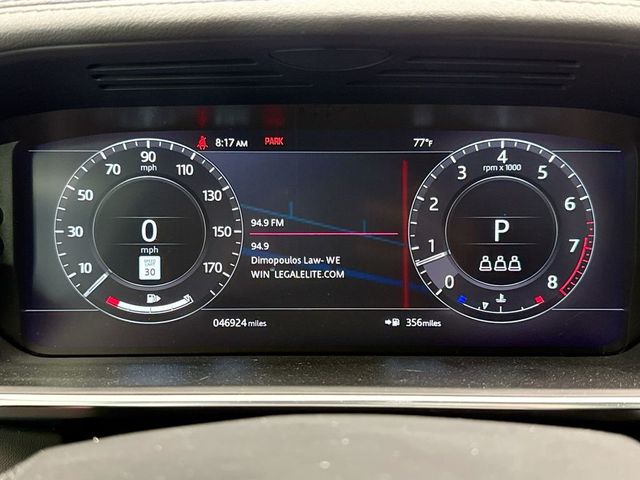 8:17 AM PARK 77°F
10 30 50 70 90 110 130 150 170
mph
0
mph
SPEED
LIMIT
30
94.9 FM
94.9
Dimopoulos Law- WE
WIN LEGALELITE.COM
0 1 2 3 4 5 6 7 8
rpm x 1000
P
046924 miles
356 miles